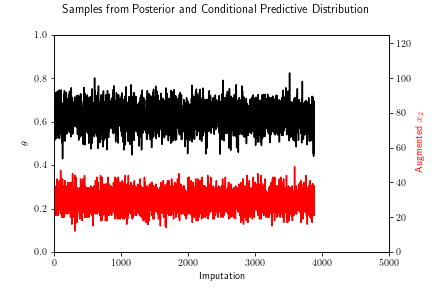 Samples from Posterior and Conditional Predictive Distribution
1.0
0.8
0.6
0.4
0.2
0.0
θ
120
100
80
60
40
20
0
Augmented x₂
0 1000 2000 3000 4000 5000
Imputation